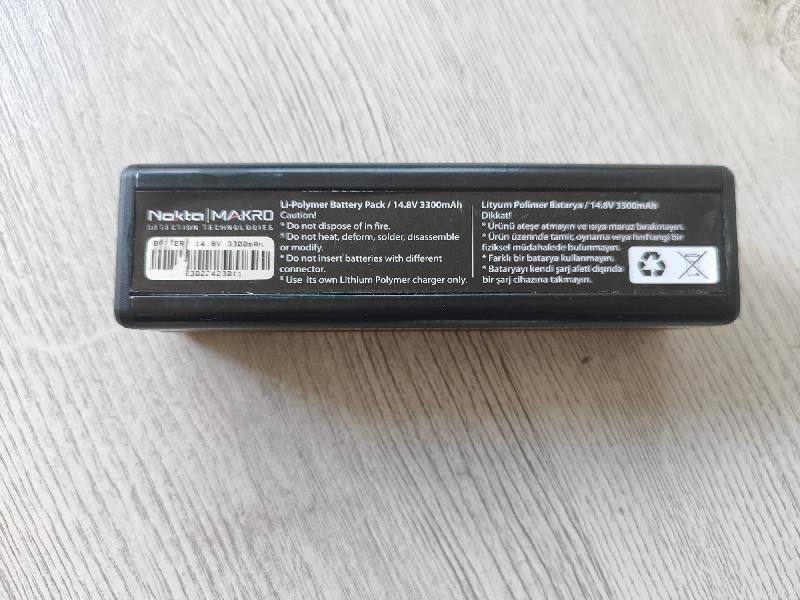 Nokta|MAKRO
DETECTION TECHNOLOGIES
BATTERY 14.8V 3300mAh
Li-Polymer Battery Pack / 14.8V 3300mAh
Caution!
* Do not dispose of in fire.
* Do not heat, deform, solder, disassemble
or modify.
* Do not insert batteries with different
connector.
* Use its own Lithium Polymer charger only.
Lityum Polimer Batarya / 14.8V 3300mAh
Dikkat!
* Ürünü ateşe atmayın ve ısıya maruz bırakmayın.
* Ürün üzerinde tamir, oynama veya herhangi bir
fiziksel müdahalede bulunmayın.
* Farklı bir batarya kullanmayın.
* Bataryayı kendi şarj aleti dışında
bir şarj cihazına takmayın.